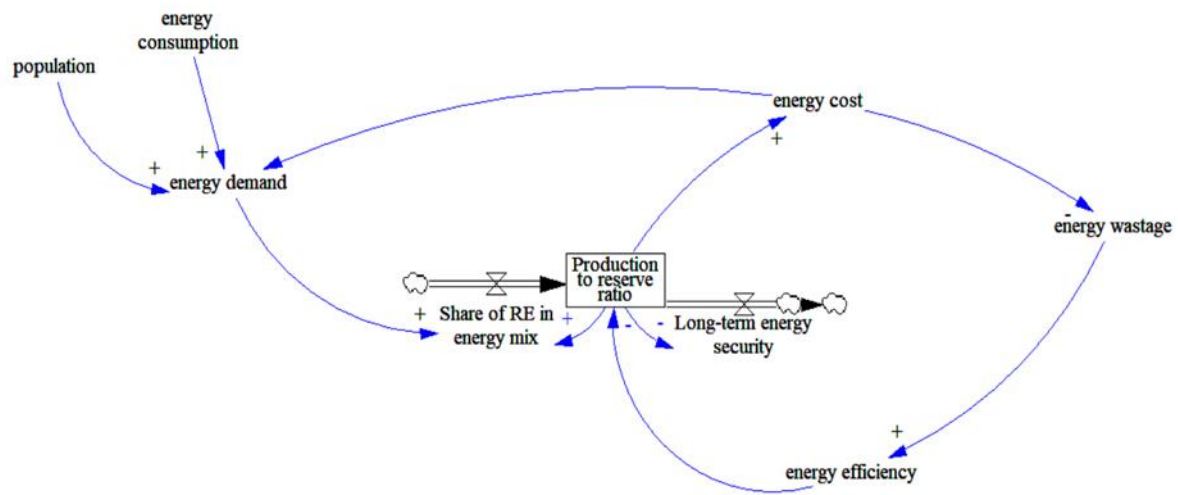 energy
consumption
population
energy cost
+
+
+
energy demand
-
energy wastage
Production
to reserve
ratio
+
Share of RE in
energy mix
+
-
-
Long-term energy
security
+
energy efficiency